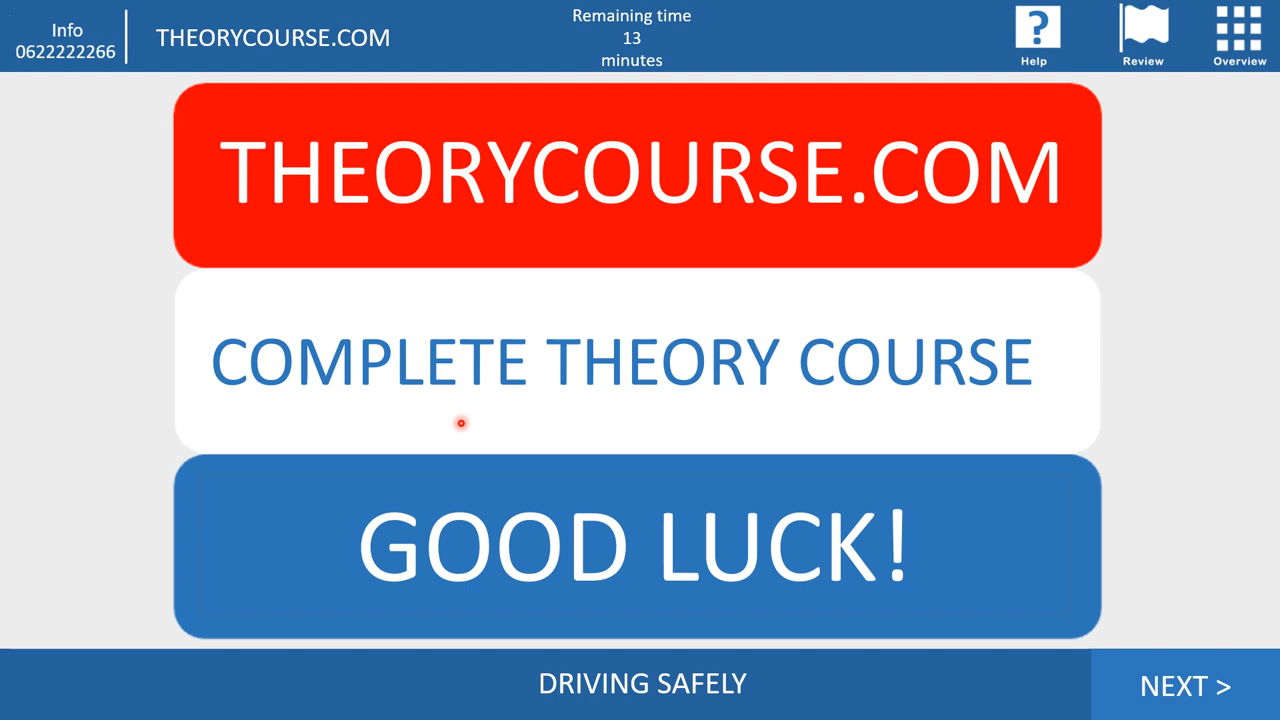 Info
0622222266
THEORYCOURSE.COM
Remaining time
13
minutes
Help
Review
Overview
THEORYCOURSE.COM
COMPLETE THEORY COURSE
GOOD LUCK!
DRIVING SAFELY
NEXT >